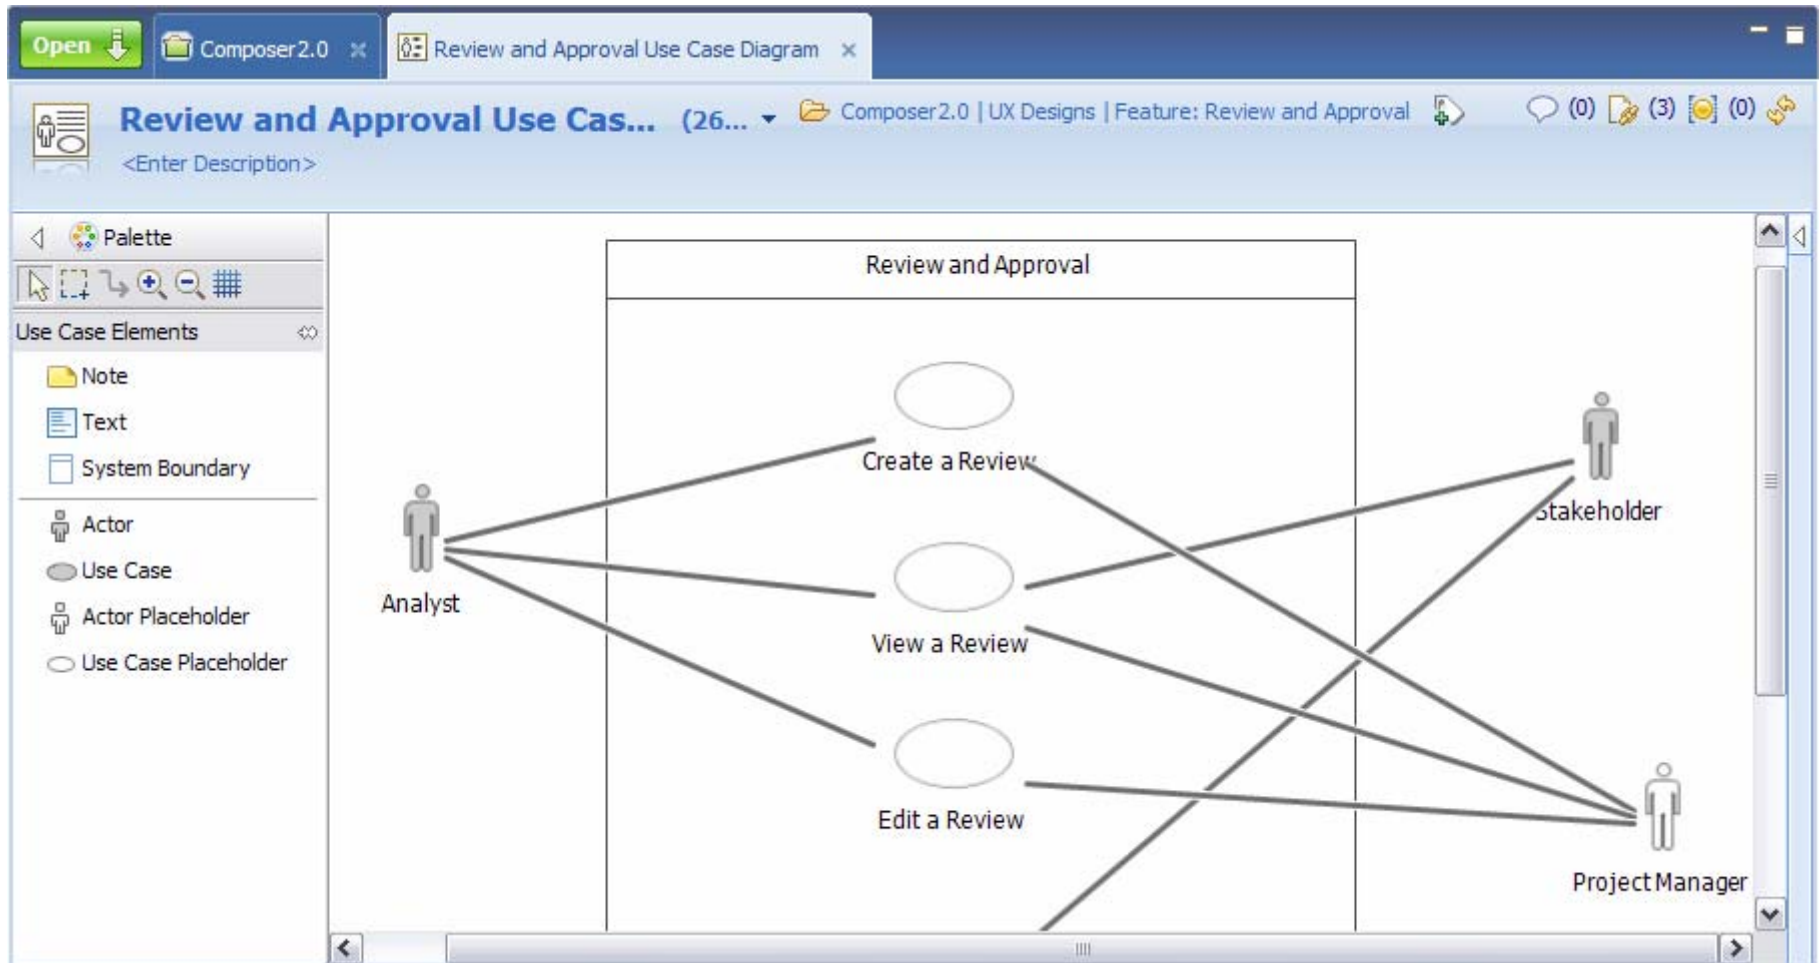 Open
Composer2.0
Review and Approval Use Case Diagram
Review and Approval Use Cas... (26...
Composer2.0 | UX Designs | Feature: Review and Approval
(0) (3) (0)
<Enter Description>
Palette
Use Case Elements
Note
Text
System Boundary
Actor
Use Case
Actor Placeholder
Use Case Placeholder
Review and Approval
Create a Review
Stakeholder
Analyst
View a Review
Edit a Review
Project Manager